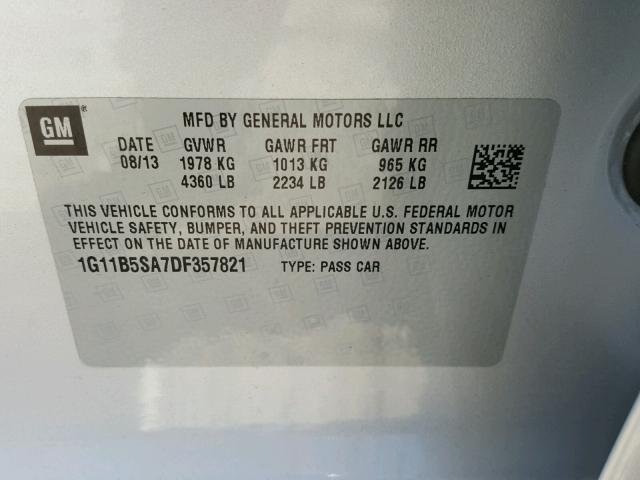 GM ®
MFD BY GENERAL MOTORS LLC
DATE GVWR GAWR FRT GAWR RR
08/13 1978 KG 1013 KG 965 KG
4360 LB 2234 LB 2126 LB
THIS VEHICLE CONFORMS TO ALL APPLICABLE U.S. FEDERAL MOTOR
VEHICLE SAFETY, BUMPER, AND THEFT PREVENTION STANDARDS
IN EFFECT ON THE DATE OF MANUFACTURE SHOWN ABOVE.
1G11B5SA7DF357821 TYPE: PASS CAR